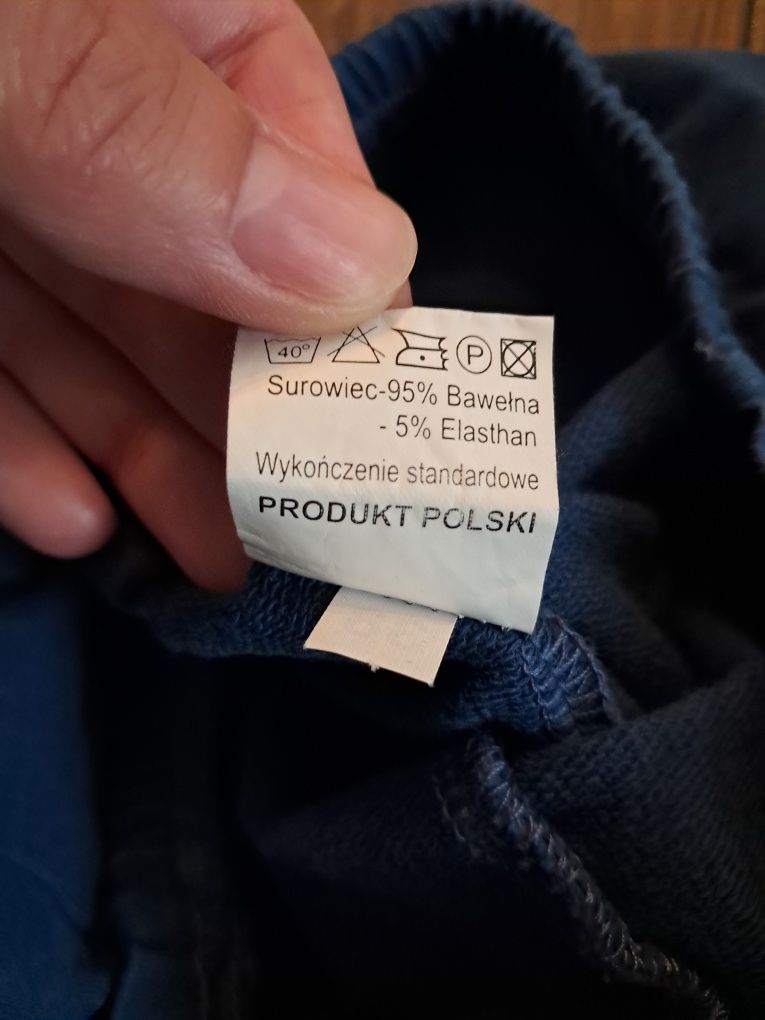 40° P
Surowiec-95% Bawełna
- 5% Elasthan
Wykończenie standardowe
PRODUKT POLSKI